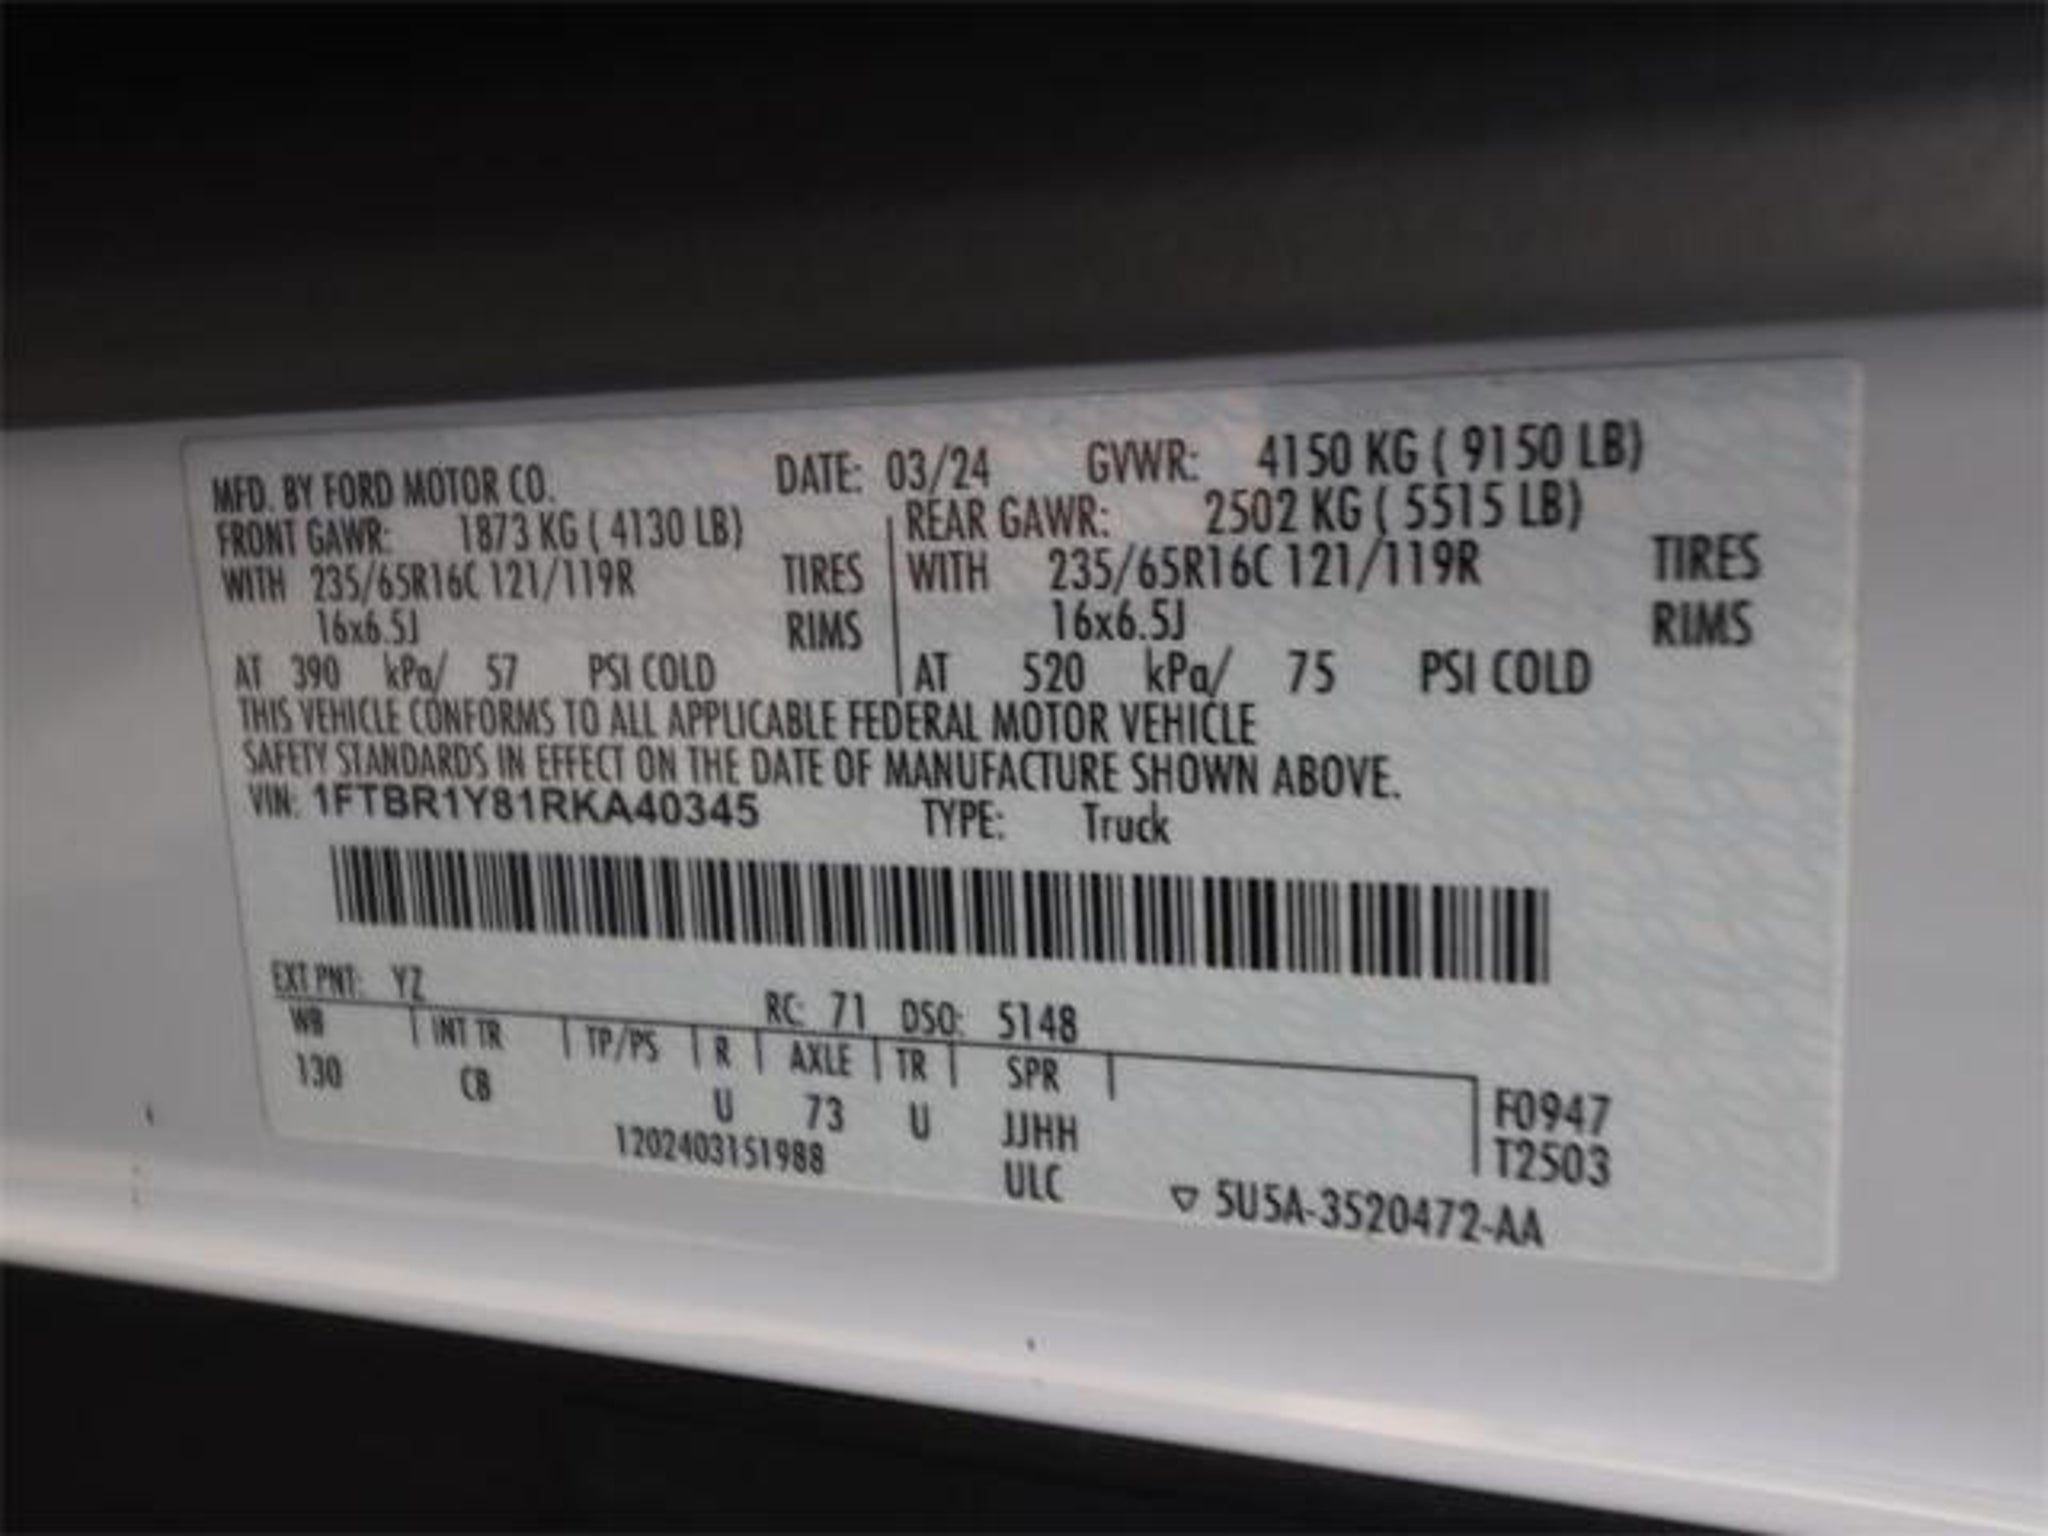 MFD. BY FORD MOTOR CO. DATE: 03/24 GVWR: 4150 KG ( 9150 LB)
FRONT GAWR: 1873 KG ( 4130 LB) REAR GAWR: 2502 KG ( 5515 LB)
WITH 235/65R16C 121/119R TIRES WITH 235/65R16C 121/119R TIRES
16x6.5J RIMS 16x6.5J RIMS
AT 390 kPa/ 57 PSI COLD AT 520 kPa/ 75 PSI COLD
THIS VEHICLE CONFORMS TO ALL APPLICABLE FEDERAL MOTOR VEHICLE
SAFETY STANDARDS IN EFFECT ON THE DATE OF MANUFACTURE SHOWN ABOVE.
VIN: 1FTBR1Y81RKA40345 TYPE: Truck
EXT PNT: YZ RC: 71 DSO: 5148
WB INT TR TP/PS R AXLE TR SPR
130 CB U 73 U JJHH F0947
1202403151988 ULC T2503
▽ 5U5A-3520472-AA